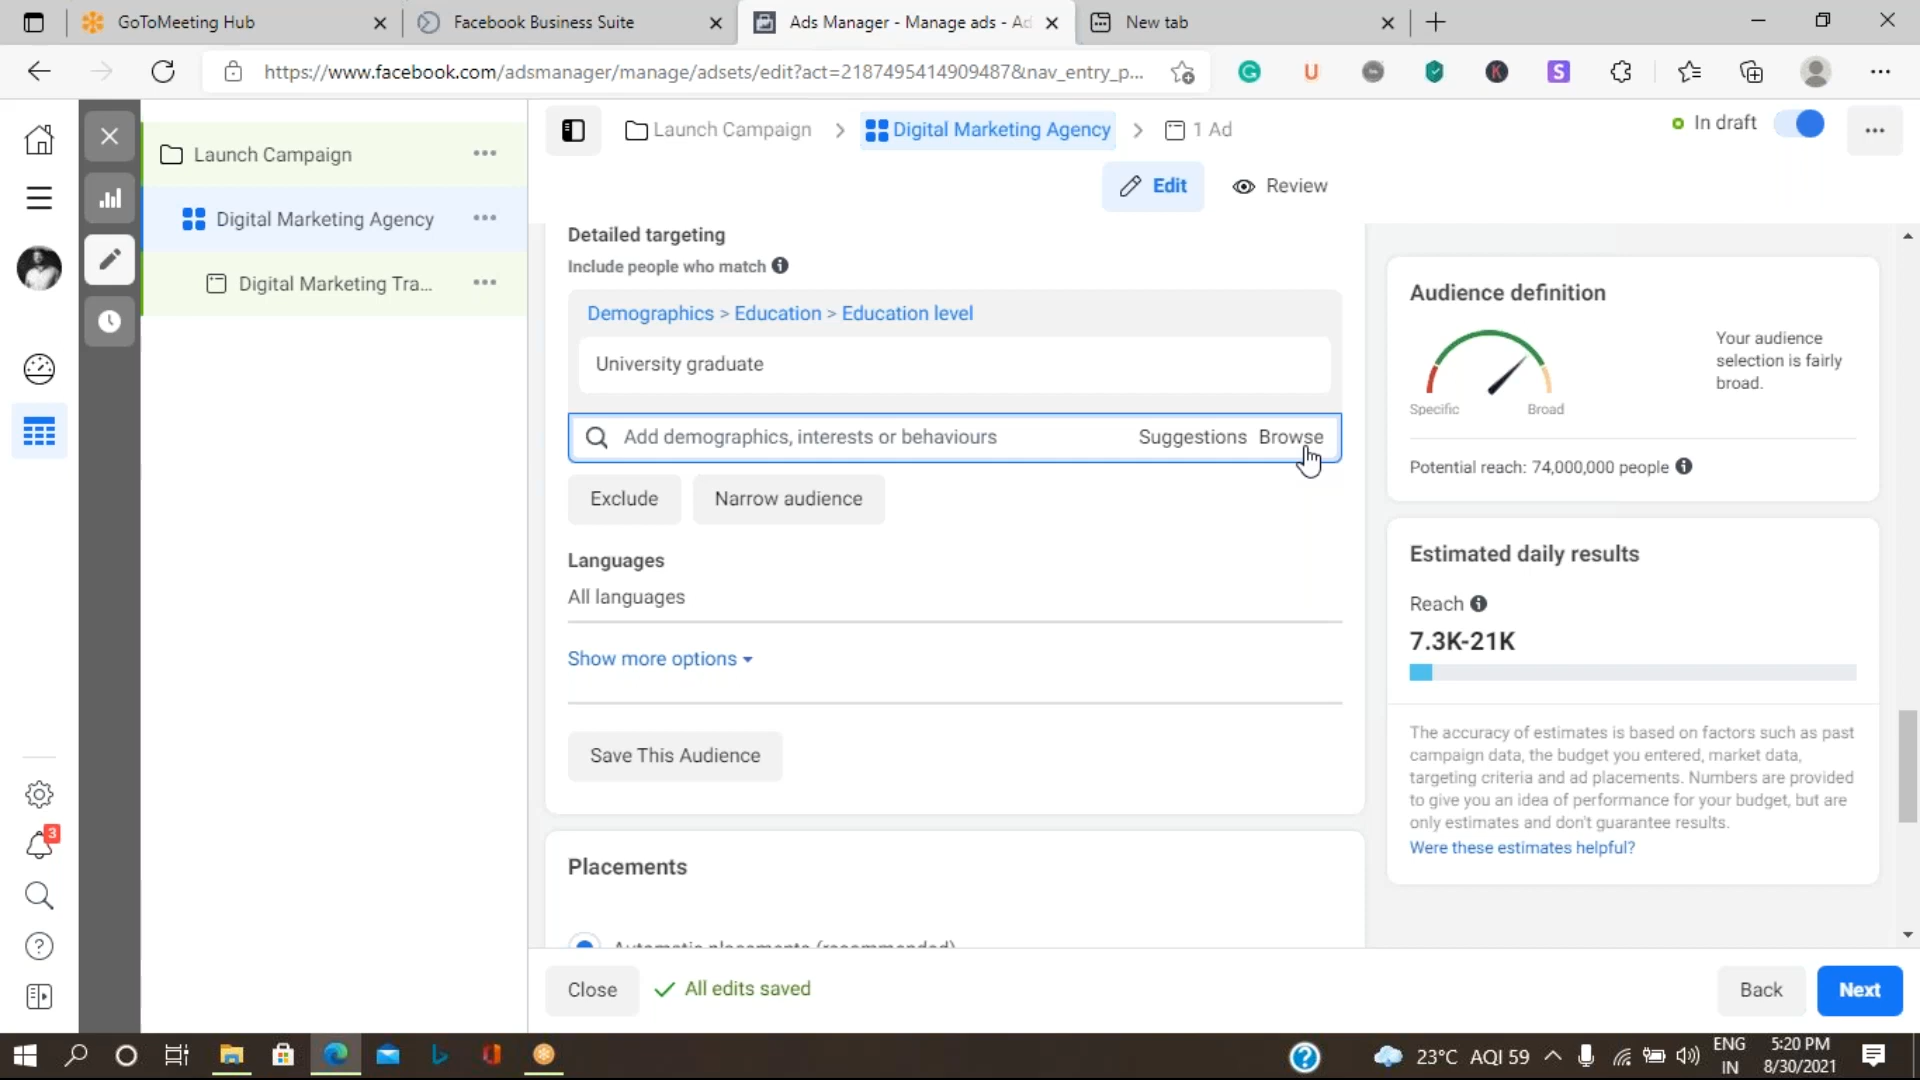 GoToMeeting Hub
Facebook Business Suite
Ads Manager - Manage ads - Ad
New tab
https://www.facebook.com/adsmanager/manage/adsets/edit?act=2187495414909487&nav_entry_p...
G
U
K
S
Launch Campaign
Digital Marketing Agency
Digital Marketing Tra...
3
Launch Campaign > Digital Marketing Agency > 1 Ad
In draft
Edit
Review
Detailed targeting
Include people who match
Demographics > Education > Education level
University graduate
Add demographics, interests or behaviours
Suggestions Browse
Exclude
Narrow audience
Languages
All languages
Show more options
Save This Audience
Placements
Automatic placements (recommended)
Audience definition
Your audience
selection is fairly
broad.
Specific
Broad
Potential reach: 74,000,000 people
Estimated daily results
Reach
7.3K-21K
The accuracy of estimates is based on factors such as past
campaign data, the budget you entered, market data,
targeting criteria and ad placements. Numbers are provided
to give you an idea of performance for your budget, but are
only estimates and don't guarantee results.
Were these estimates helpful?
Close
All edits saved
Back
Next
23°C AQI 59
ENG
IN
5:20 PM
8/30/2021